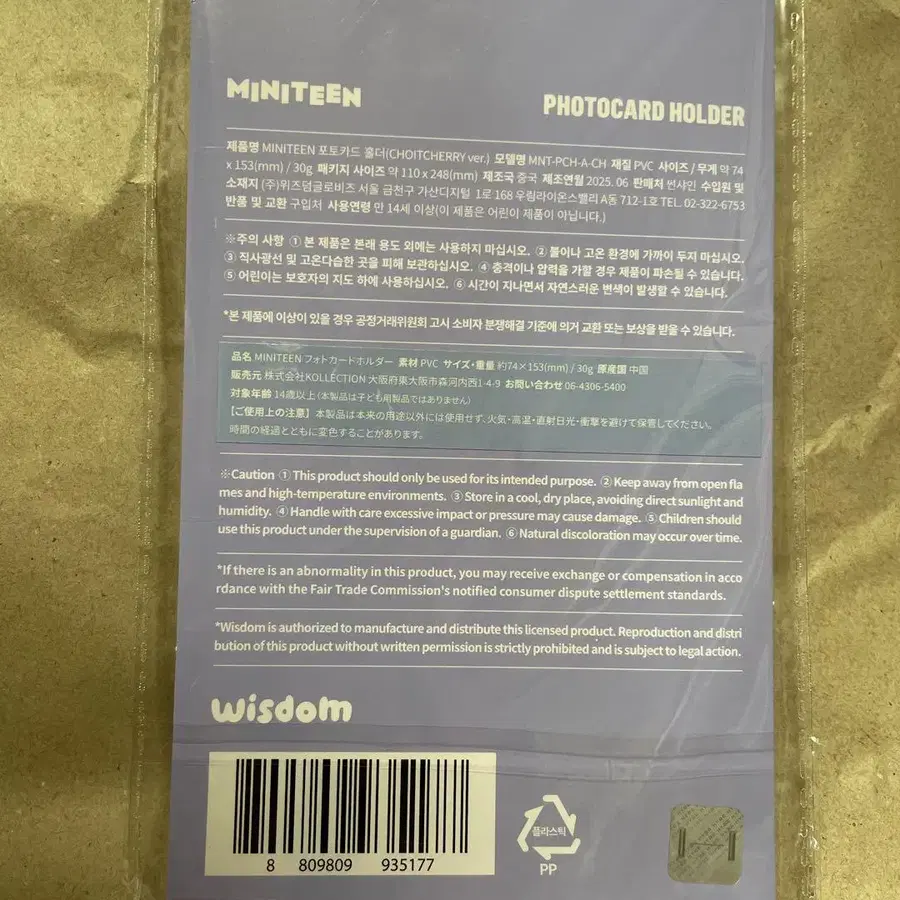 MINITEEN
PHOTOCARD HOLDER
제품명 MINITEEN 포토카드 홀더(CHOITCHERRY ver.) 모델명 MNT-PCH-A-CH 재질 PVC 사이즈 / 무게 약 74
x 153(mm) / 30g 패키지 사이즈 약 110 x 248(mm) 제조국 중국 제조연월 2025. 06 판매처 번샤인 수입원 및
소재지 (주)위즈덤글로비즈 서울 금천구 가산디지털 1로 168 우림라이온스밸리 A동 712-1호 TEL. 02-322-6753
반품 및 교환 구입처 사용연령 만 14세 이상(이 제품은 어린이 제품이 아닙니다.)
※주의 사항 ① 본 제품은 본래 용도 외에는 사용하지 마십시오. ② 불이나 고온 환경에 가까이 두지 마십시오.
③ 직사광선 및 고온다습한 곳을 피해 보관하십시오. ④ 충격이나 압력을 가할 경우 제품이 파손될 수 있습니다.
⑤ 어린이는 보호자의 지도 하에 사용하십시오. ⑥ 시간이 지나면서 자연스러운 변색이 발생할 수 있습니다.
*본 제품에 이상이 있을 경우 공정거래위원회 고시 소비자 분쟁해결 기준에 의거 교환 또는 보상을 받을 수 있습니다.
品名 MINITEEN フォトカードホルダー 素材 PVC サイズ・重量 約74×153(mm) / 30g 原産国 中国
販売元 株式会社KOLLECTION 大阪府東大阪市森河内西1-4-9 お問い合わせ 06-4306-5400
対象年齢 14歳以上(本製品は子ども用製品ではありません)
【ご使用上の注意】 本製品は本来の用途以外には使用せず、火気・高温・直射日光・衝撃を避けて保管してください。
時間の経過とともに変色することがあります。
※Caution ① This product should only be used for its intended purpose. ② Keep away from open fla
mes and high-temperature environments. ③ Store in a cool, dry place, avoiding direct sunlight and
humidity. ④ Handle with care excessive impact or pressure may cause damage. ⑤ Children should
use this product under the supervision of a guardian. ⑥ Natural discoloration may occur over time.
*If there is an abnormality in this product, you may receive exchange or compensation in acco
rdance with the Fair Trade Commission's notified consumer dispute settlement standards.
*Wisdom is authorized to manufacture and distribute this licensed product. Reproduction and distri
bution of this product without written permission is strictly prohibited and is subject to legal action.
wisdom
8 809809 935177
플라스틱
PP